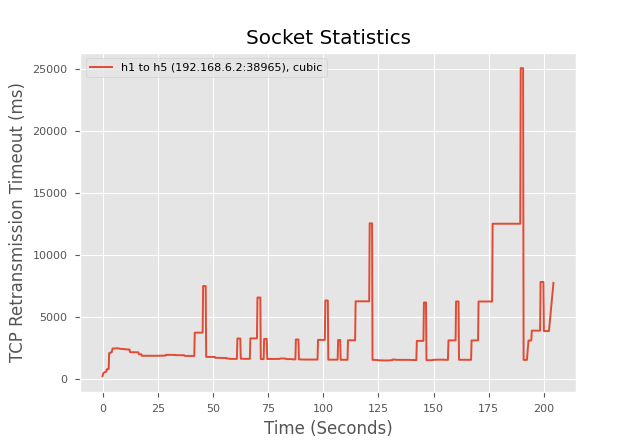 Socket Statistics
h1 to h5 (192.168.6.2:38965), cubic
TCP Retransmission Timeout (ms)
25000
20000
15000
10000
5000
0
0 25 50 75 100 125 150 175 200
Time (Seconds)